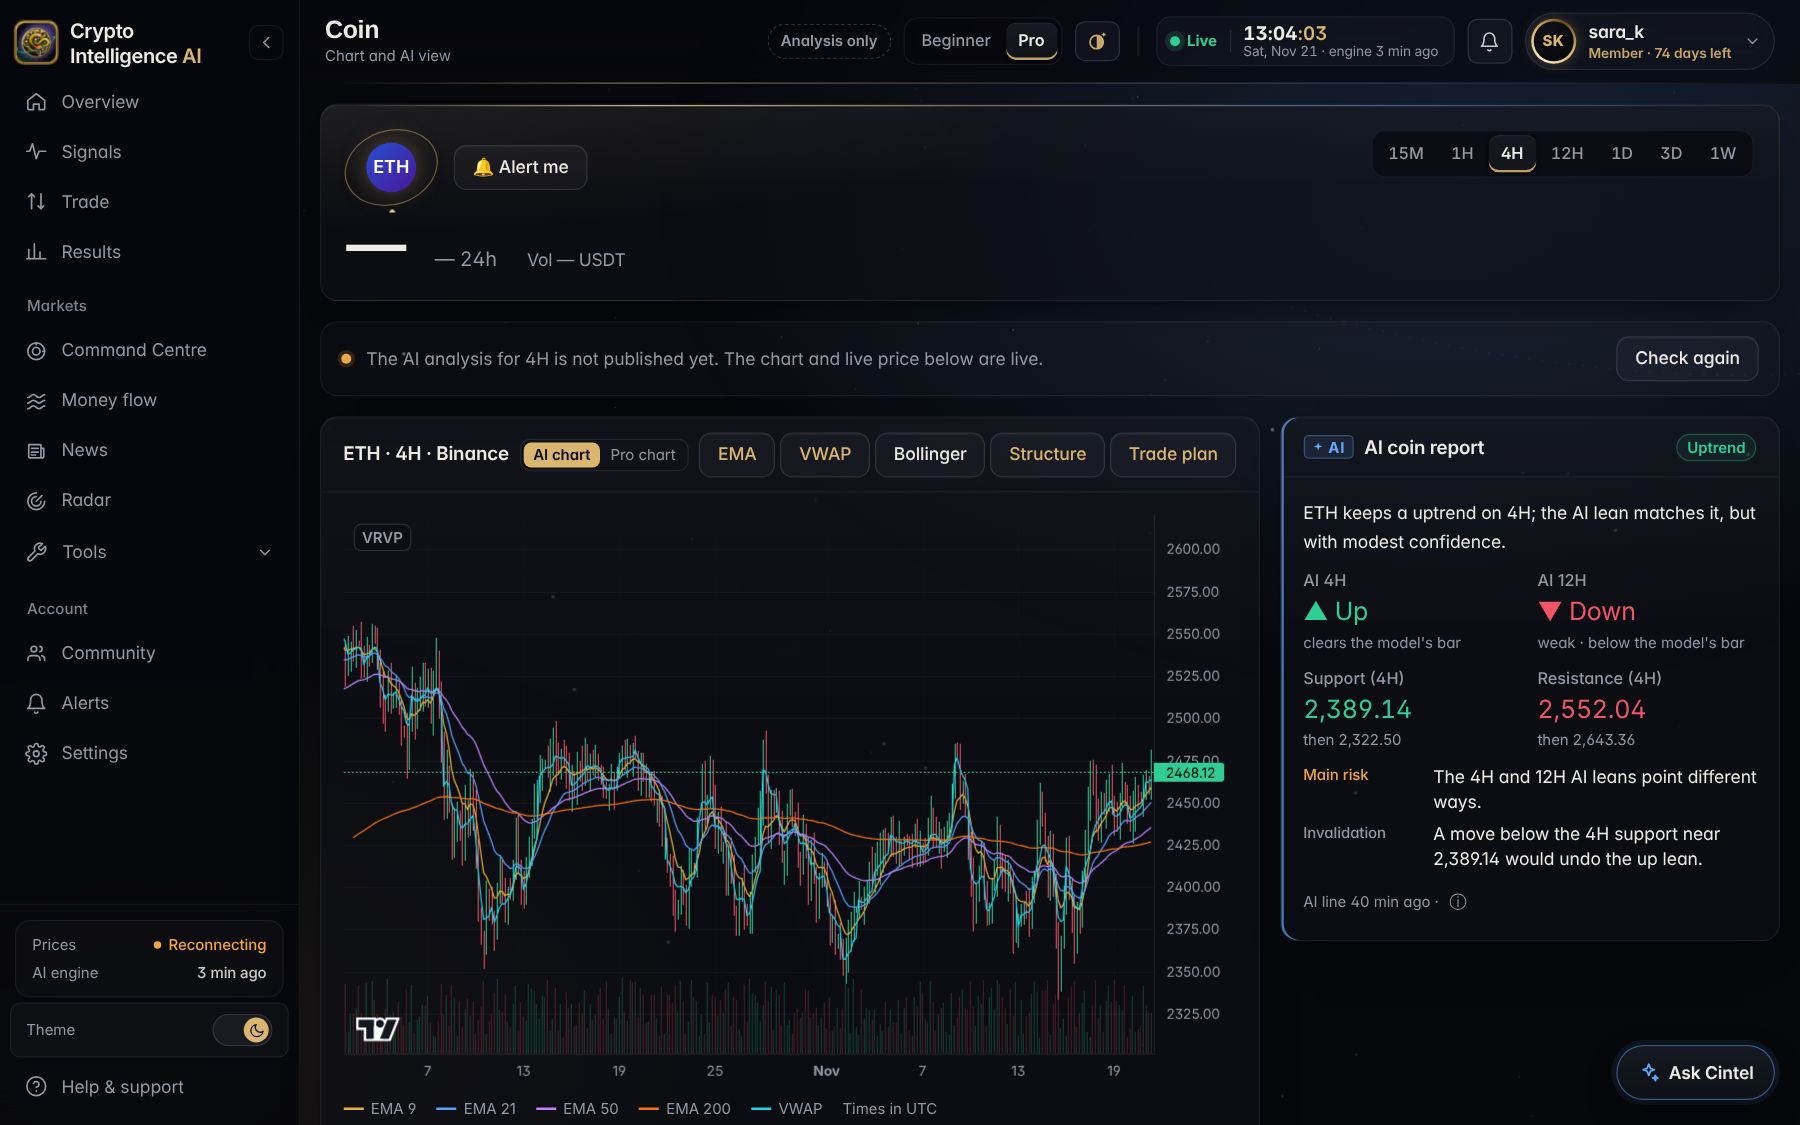 Crypto
Intelligence AI
Overview
Signals
Trade
Results
Markets
Command Centre
Money flow
News
Radar
Tools
Account
Community
Alerts
Settings
Prices
Reconnecting
AI engine
3 min ago
Theme
Help & support
Coin
Chart and AI view
Analysis only
Beginner
Pro
Live
13:04:03
Sat, Nov 21 · engine 3 min ago
SK
sara_k
Member · 74 days left
ETH
🔔 Alert me
15M 1H 4H 12H 1D 3D 1W
— — 24h Vol — USDT
The AI analysis for 4H is not published yet. The chart and live price below are live.
Check again
ETH · 4H · Binance
AI chart
Pro chart
EMA
VWAP
Bollinger
Structure
Trade plan
VRVP
2600.00
2575.00
2550.00
2525.00
2500.00
2475.00
2468.12
2450.00
2425.00
2400.00
2375.00
2350.00
2325.00
7 13 19 25 Nov 7 13 19
EMA 9 EMA 21 EMA 50 EMA 200 VWAP Times in UTC
AI
AI coin report
Uptrend
ETH keeps a uptrend on 4H; the AI lean matches it, but
with modest confidence.
AI 4H
▲ Up
clears the model's bar
AI 12H
▼ Down
weak · below the model's bar
Support (4H)
2,389.14
then 2,322.50
Resistance (4H)
2,552.04
then 2,643.36
Main risk
The 4H and 12H AI leans point different
ways.
Invalidation
A move below the 4H support near
2,389.14 would undo the up lean.
AI line 40 min ago ·
Ask Cintel